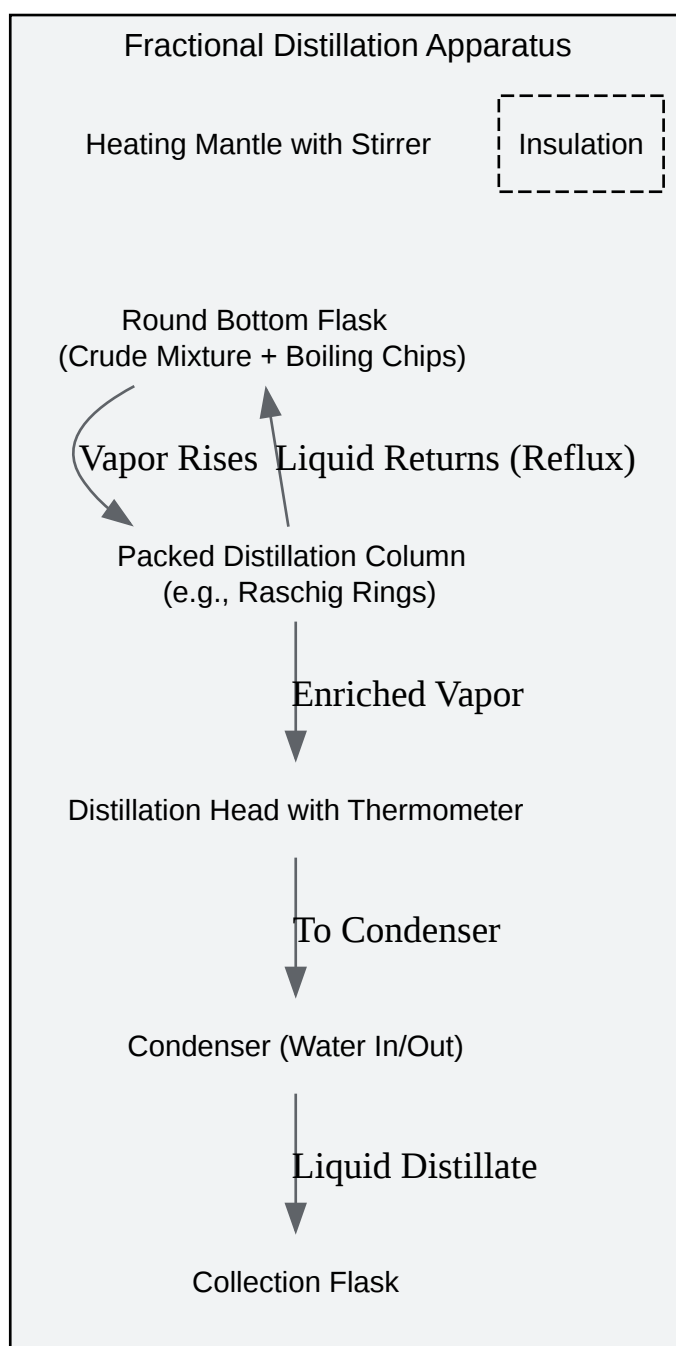 Fractional Distillation Apparatus
Heating Mantle with Stirrer
Insulation
Round Bottom Flask
(Crude Mixture + Boiling Chips)
Vapor Rises
Liquid Returns (Reflux)
Packed Distillation Column
(e.g., Raschig Rings)
Enriched Vapor
Distillation Head with Thermometer
To Condenser
Condenser (Water In/Out)
Liquid Distillate
Collection Flask